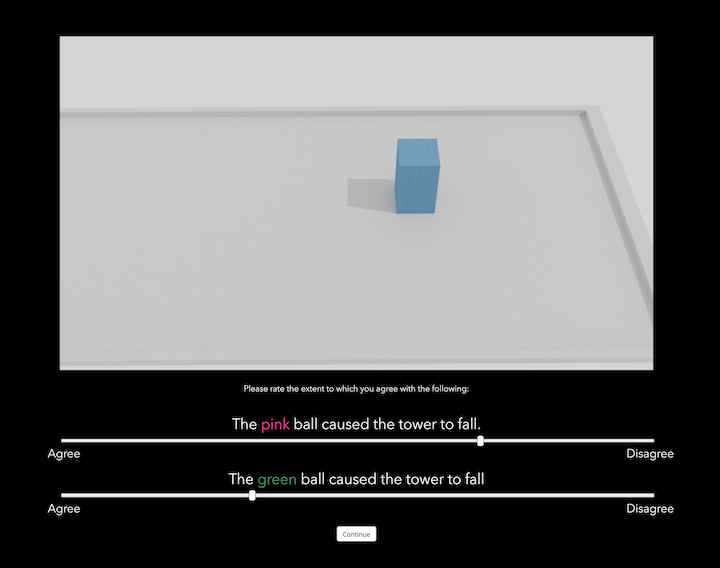 Please rate the extent to which you agree with the following:
The pink ball caused the tower to fall.
Agree Disagree
The green ball caused the tower to fall
Agree Disagree
Continue